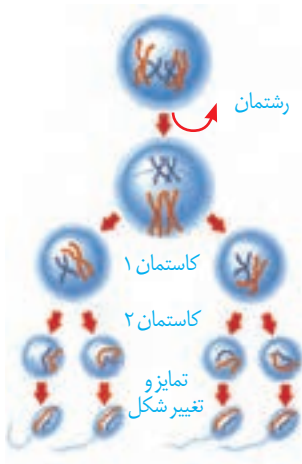 رشتمان
کاستمان ۱
کاستمان ۲
تمایز و
تغییر شکل